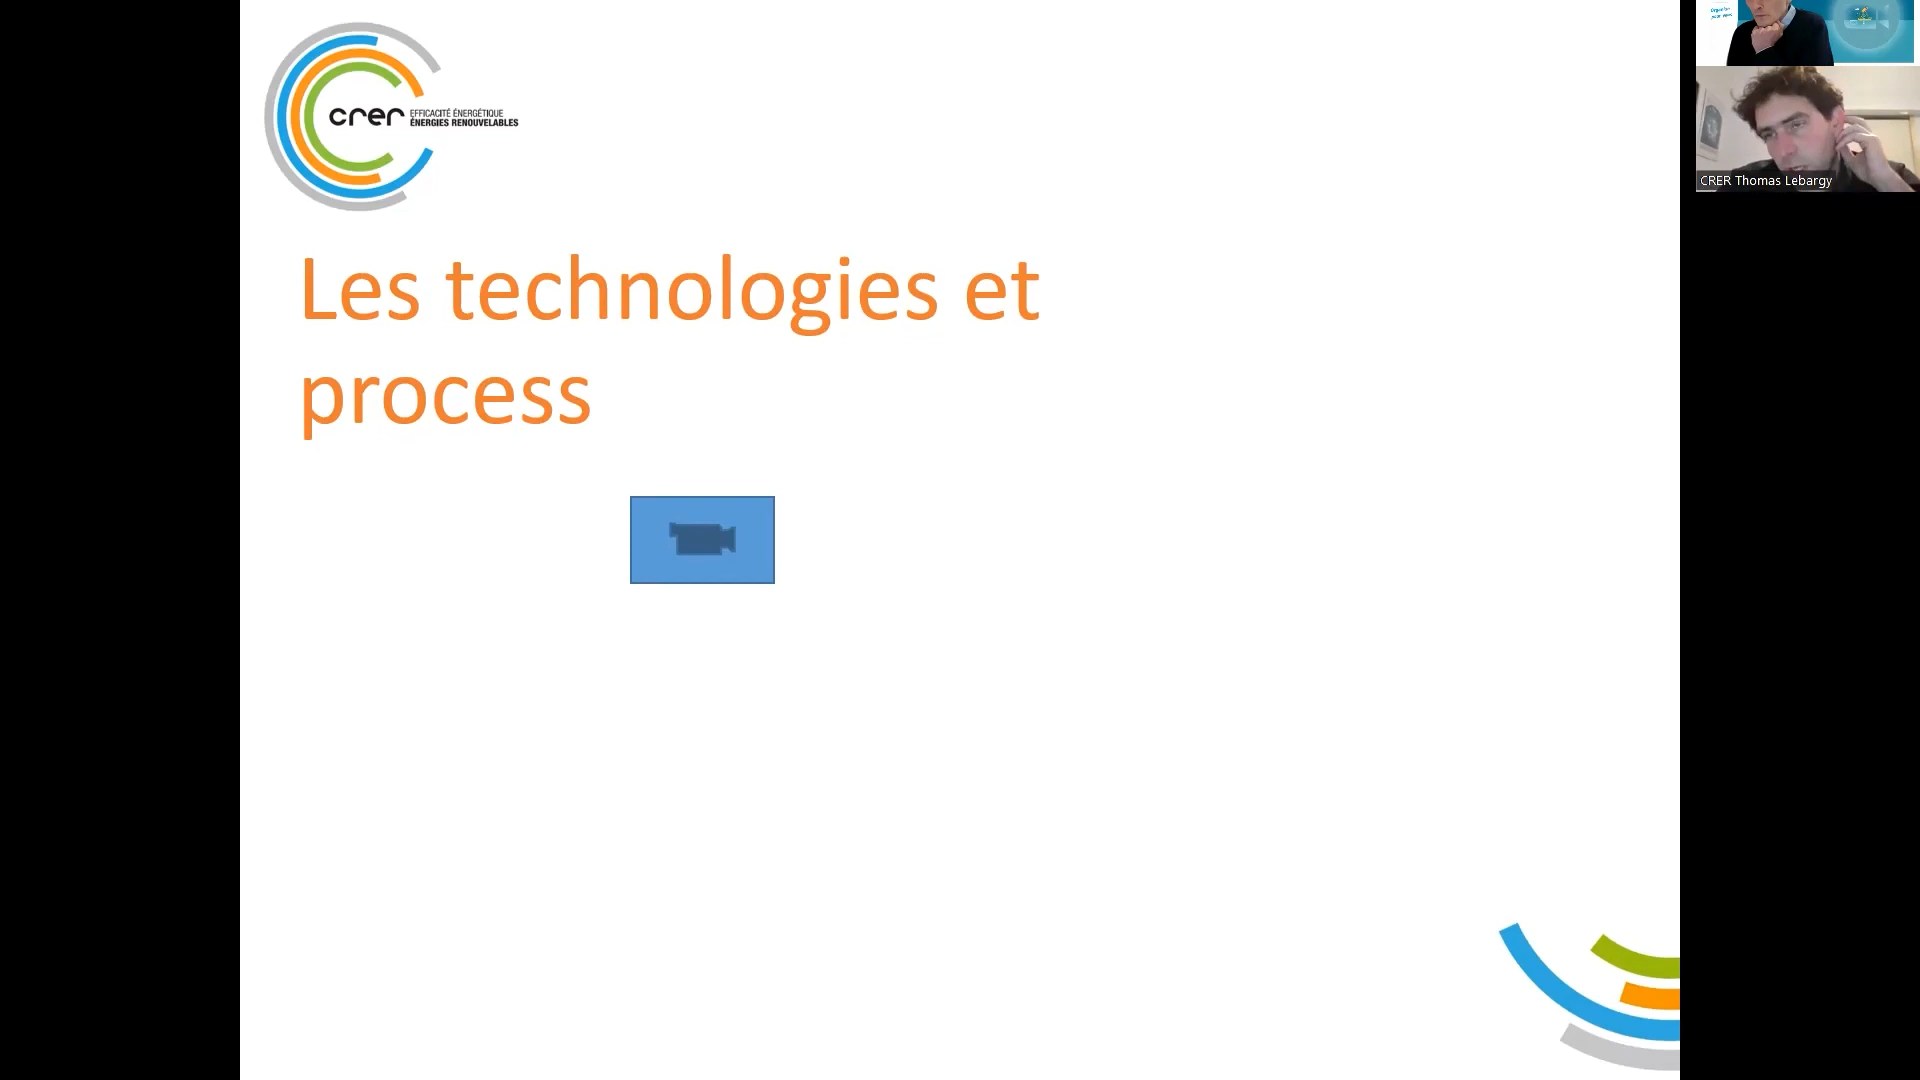 crer EFFICACITÉ ÉNERGÉTIQUE
ÉNERGIES RENOUVELABLES
Les technologies et
process
CRER Thomas Lebargy